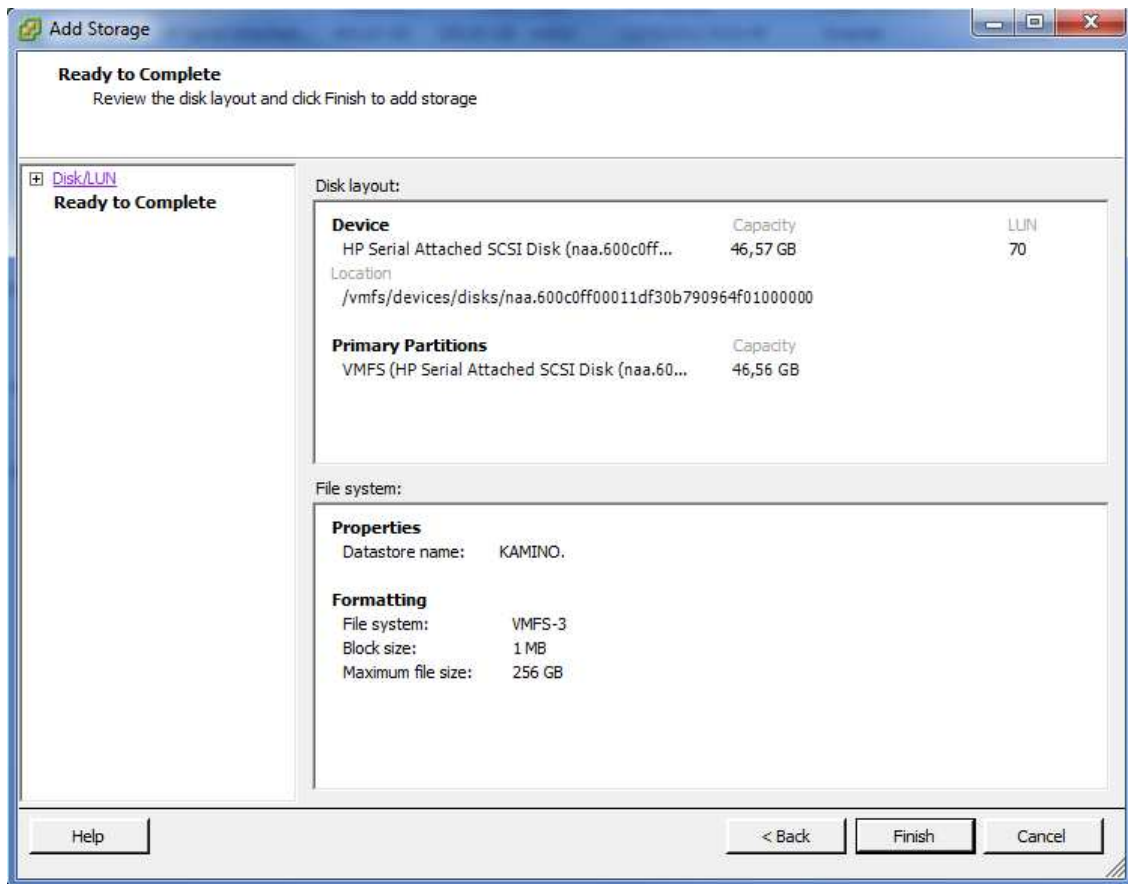 Add Storage
Ready to Complete
Review the disk layout and click Finish to add storage
Disk/LUN
Ready to Complete
Disk layout:
Device Capacity LUN
HP Serial Attached SCSI Disk (naa.600c0ff... 46,57 GB 70
Location
/vmfs/devices/disks/naa.600c0ff00011df30b790964f01000000
Primary Partitions Capacity
VMFS (HP Serial Attached SCSI Disk (naa.60... 46,56 GB
File system:
Properties
Datastore name: KAMINO.
Formatting
File system: VMFS-3
Block size: 1 MB
Maximum file size: 256 GB
Help < Back Finish Cancel